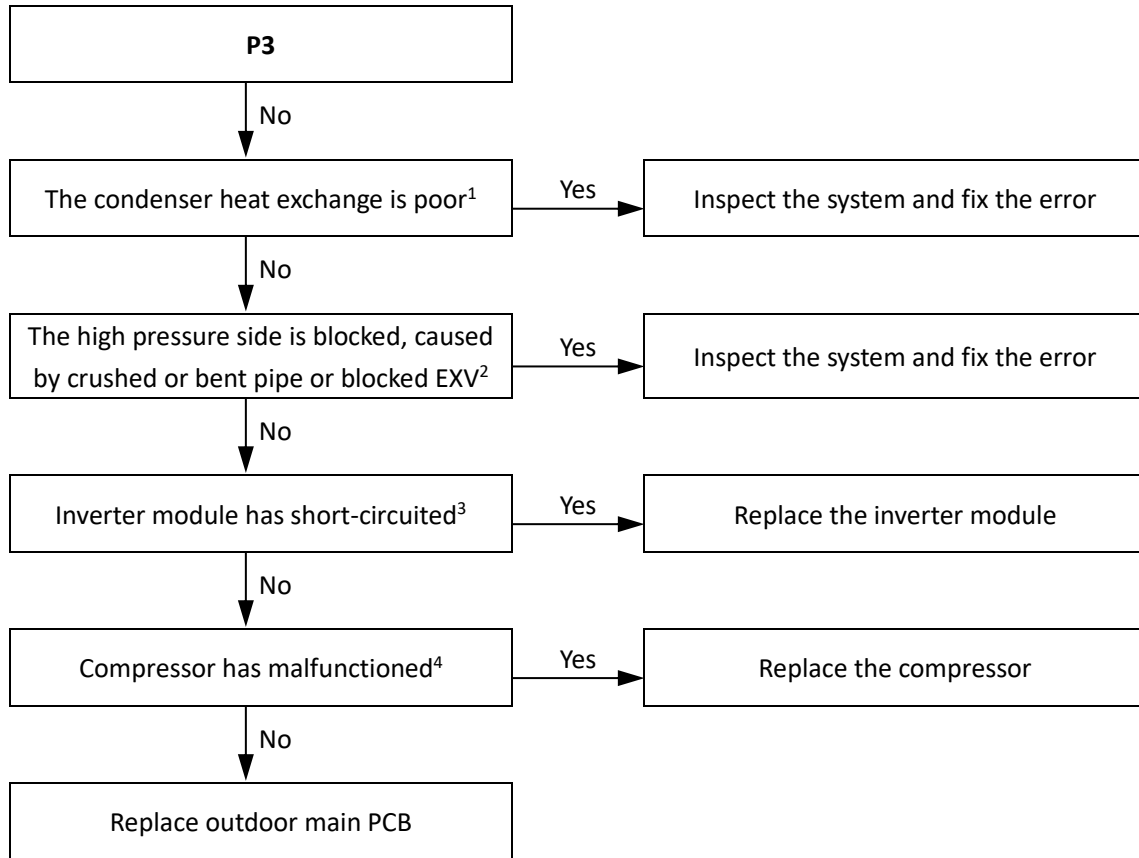 P3
No
The condenser heat exchange is poor¹
Yes
Inspect the system and fix the error
No
The high pressure side is blocked, caused
by crushed or bent pipe or blocked EXV²
Yes
Inspect the system and fix the error
No
Inverter module has short-circuited³
Yes
Replace the inverter module
No
Compressor has malfunctioned⁴
Yes
Replace the compressor
No
Replace outdoor main PCB